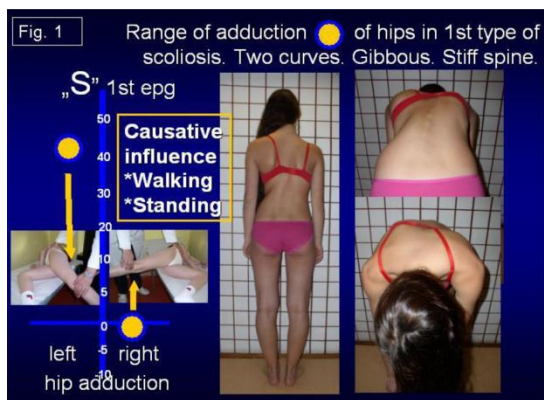 Fig. 1
Range of adduction of hips in 1st type of
scoliosis. Two curves. Gibbous. Stiff spine.
„S” 1st epg
50
40
30
20
10
5
0
-5
-10
Causative
influence
*Walking
*Standing
left right
hip adduction